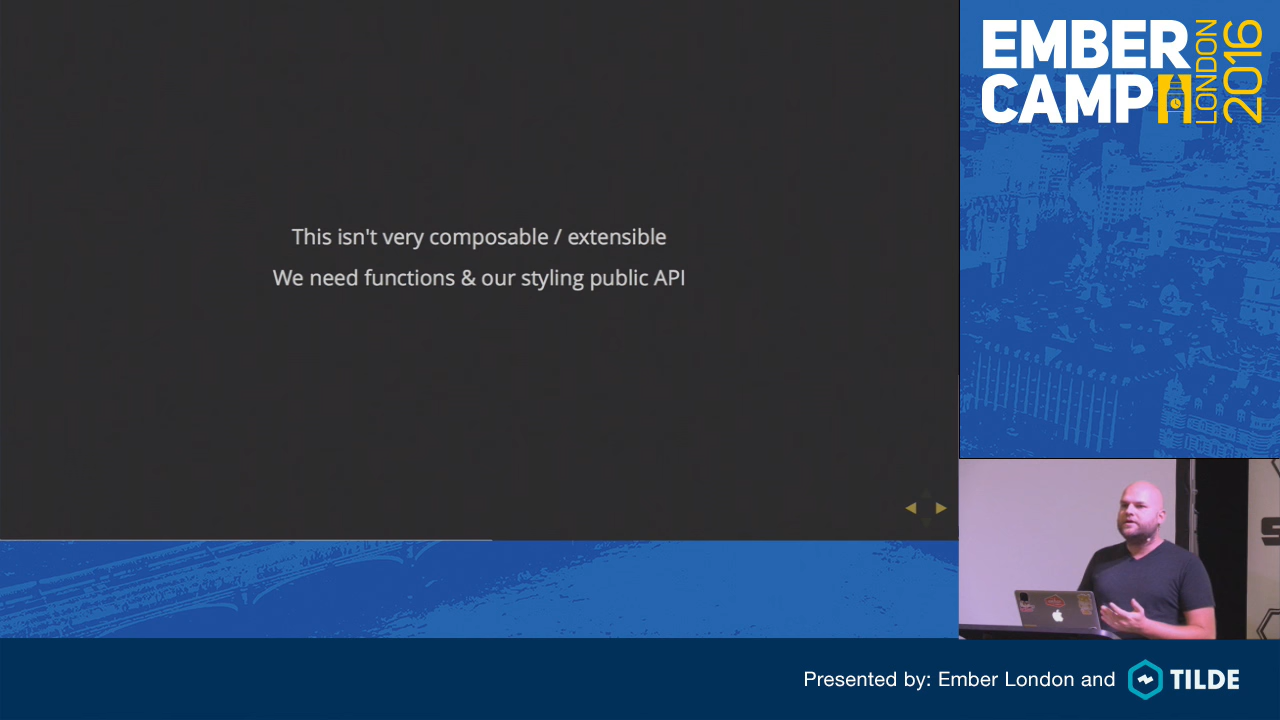 This isn't very composable / extensible
We need functions & our styling public API
EMBER
CAMP
LONDON
2016
Presented by: Ember London and
TILDE